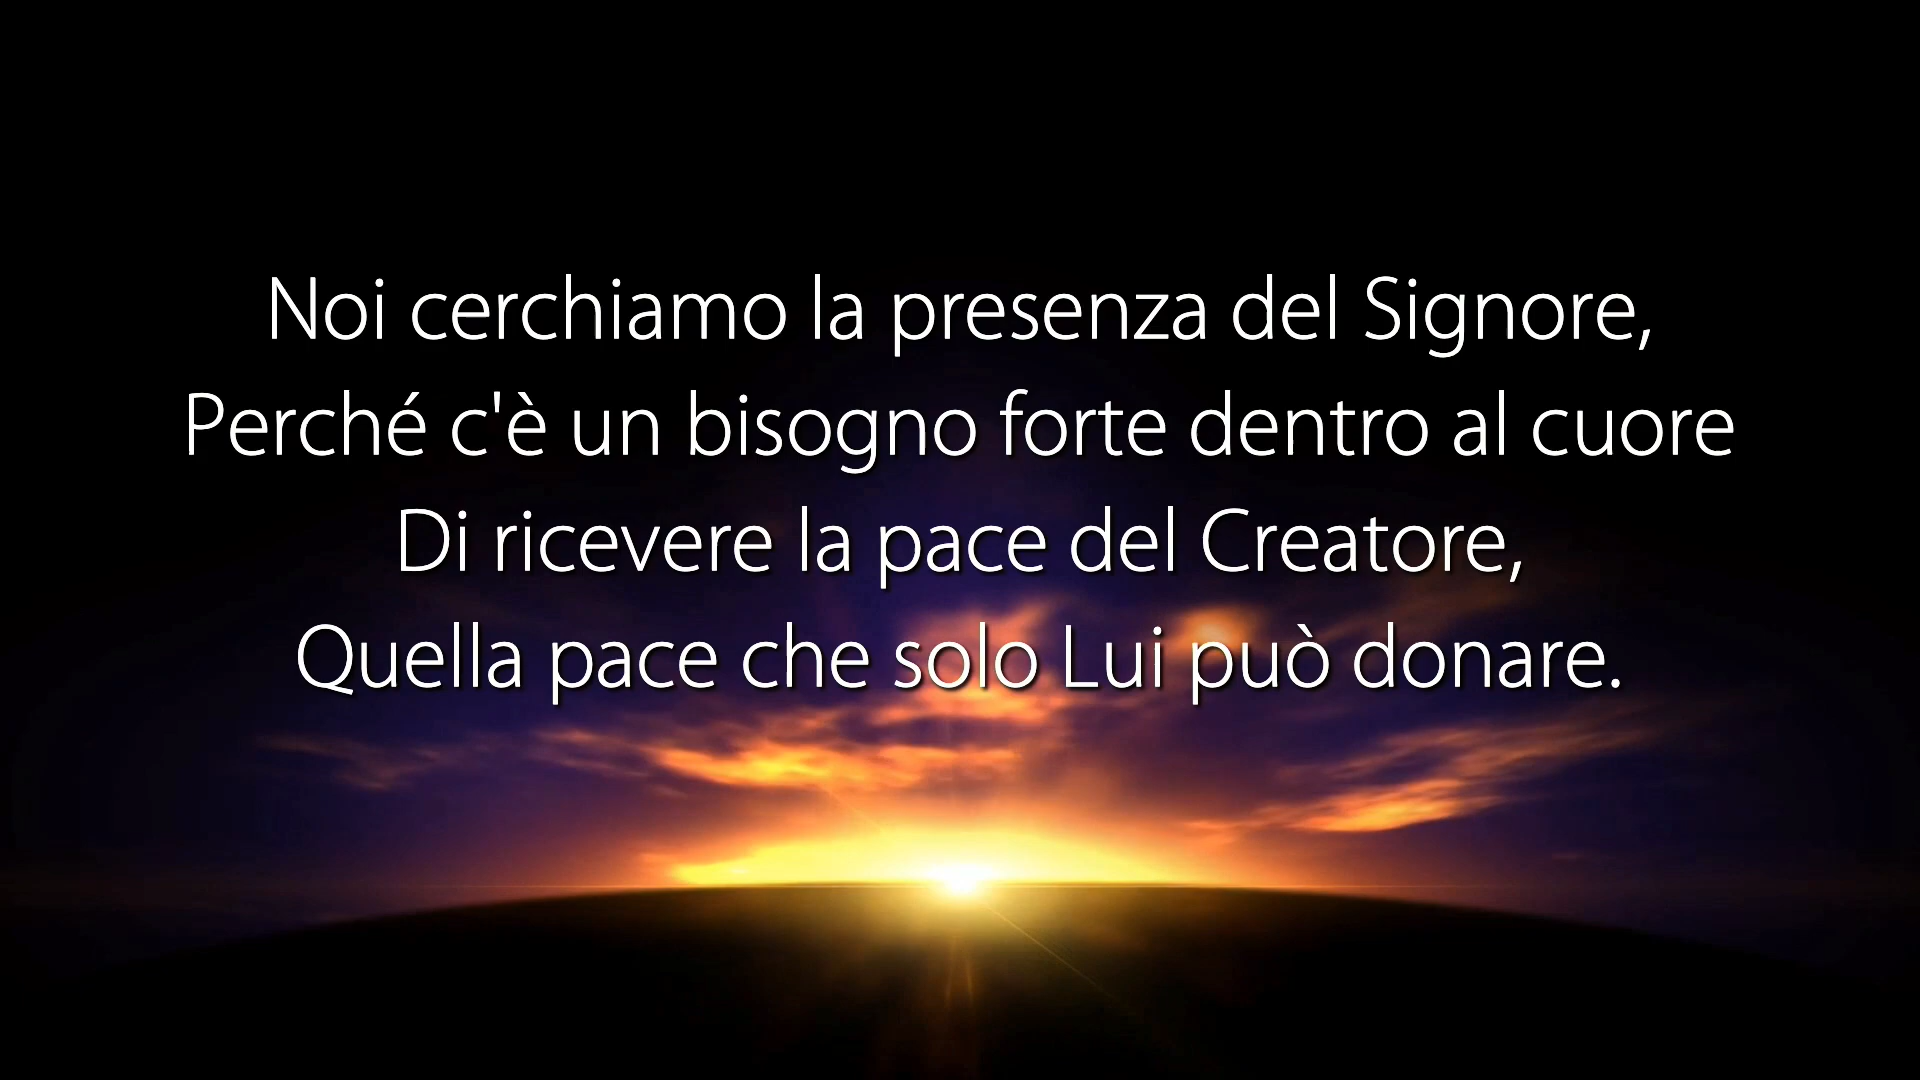 Noi cerchiamo la presenza del Signore,
Perché c'è un bisogno forte dentro al cuore
Di ricevere la pace del Creatore,
Quella pace che solo Lui può donare.